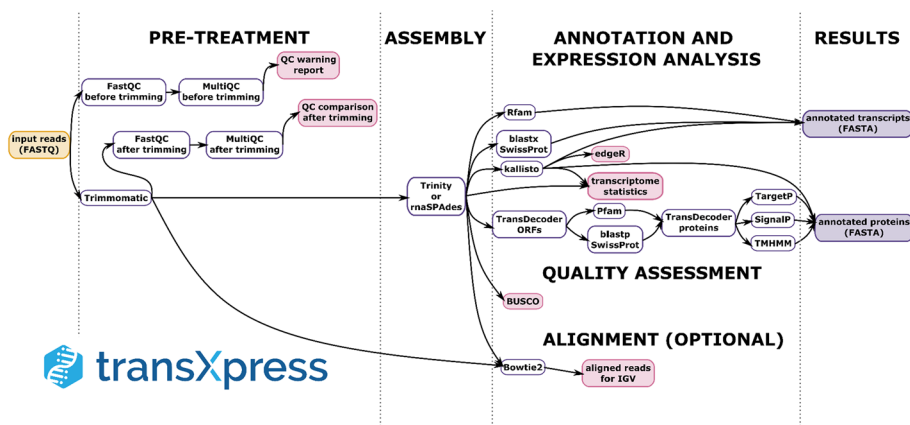 PRE-TREATMENT
ASSEMBLY
ANNOTATION AND
EXPRESSION ANALYSIS
RESULTS
input reads
(FASTQ)
FastQC
before trimming
MultiQC
before trimming
QC warning
report
FastQC
after trimming
MultiQC
after trimming
QC comparison
after trimming
Trimmomatic
Trinity
or
rnaSPAdes
Rfam
blastx
SwissProt
kallisto
edgeR
transcriptome
statistics
TransDecoder
ORFs
Pfam
blastp
SwissProt
TransDecoder
proteins
TargetP
SignalP
TMHMM
annotated transcripts
(FASTA)
annotated proteins
(FASTA)
QUALITY ASSESSMENT
BUSCO
ALIGNMENT (OPTIONAL)
Bowtie2
aligned reads
for IGV
transXpress